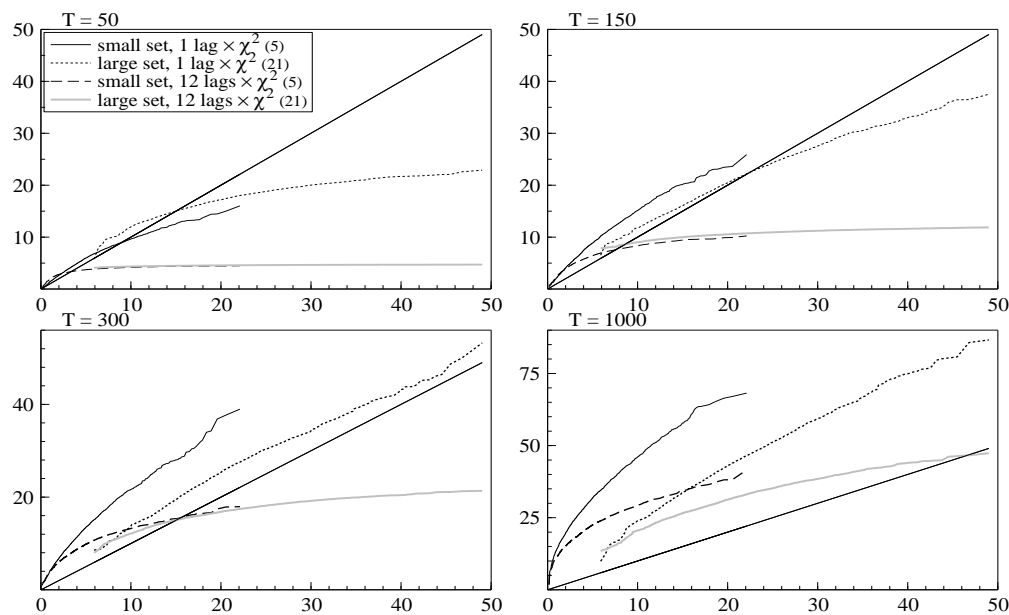 T = 50
50
40
30
20
10
small set, 1 lag × χ² (5)
large set, 1 lag × χ² (21)
small set, 12 lags × χ² (5)
large set, 12 lags × χ² (21)
0 10 20 30 40 50
T = 150
50
40
30
20
10
0 10 20 30 40 50
T = 300
40
20
0 10 20 30 40 50
T = 1000
75
50
25
0 10 20 30 40 50